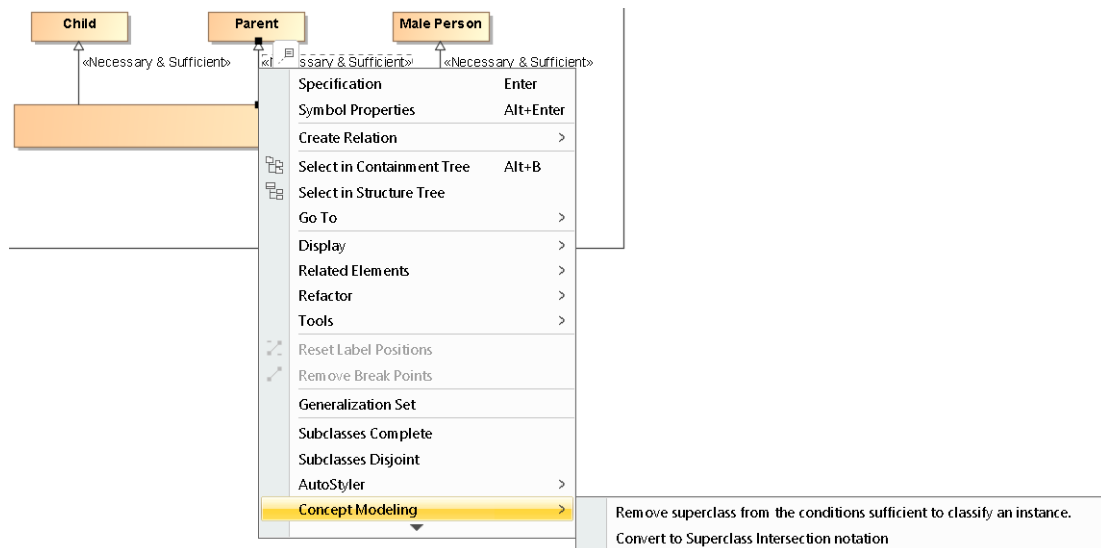 Child
Parent
Male Person
«Necessary & Sufficient»
ssary & Sufficient»
«Necessary & Sufficient»
Specification Enter
Symbol Properties Alt+Enter
Create Relation >
Select in Containment Tree Alt+B
Select in Structure Tree
Go To >
Display >
Related Elements >
Refactor >
Tools >
Reset Label Positions
Remove Break Points
Generalization Set
Subclasses Complete
Subclasses Disjoint
AutoStyler >
Concept Modeling >
Remove superclass from the conditions sufficient to classify an instance.
Convert to Superclass Intersection notation